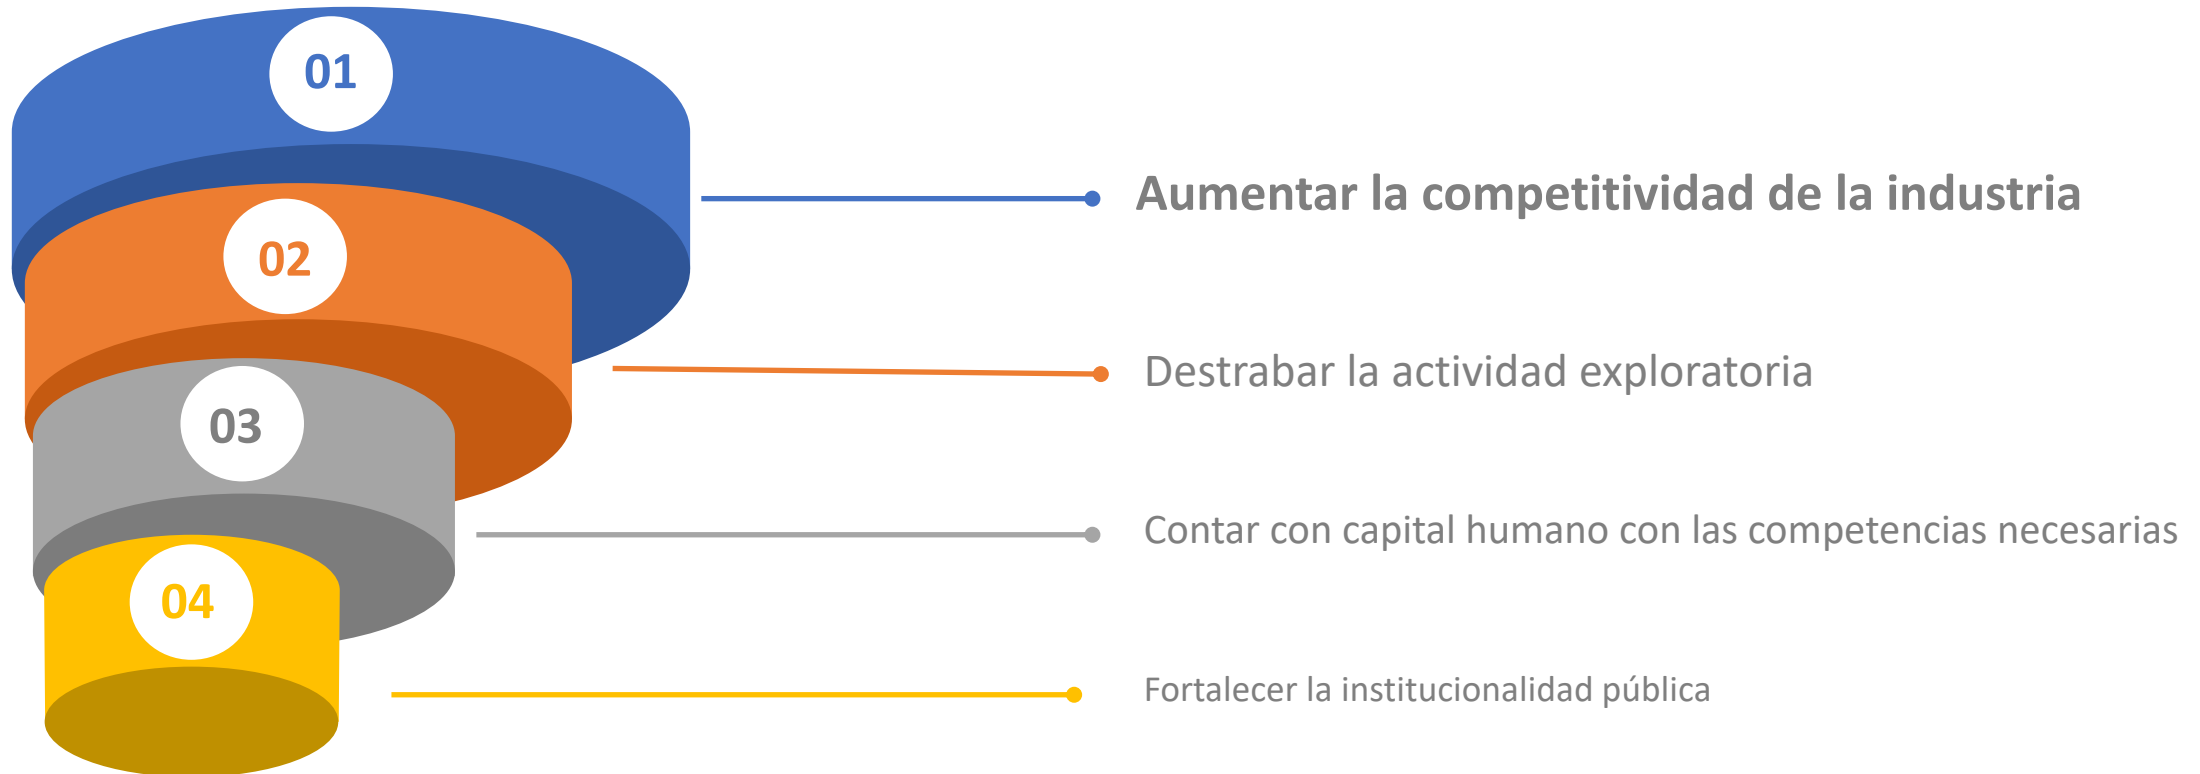 01
Aumentar la competitividad de la industria
02
Destrabar la actividad exploratoria
03
Contar con capital humano con las competencias necesarias
04
Fortalecer la institucionalidad pública